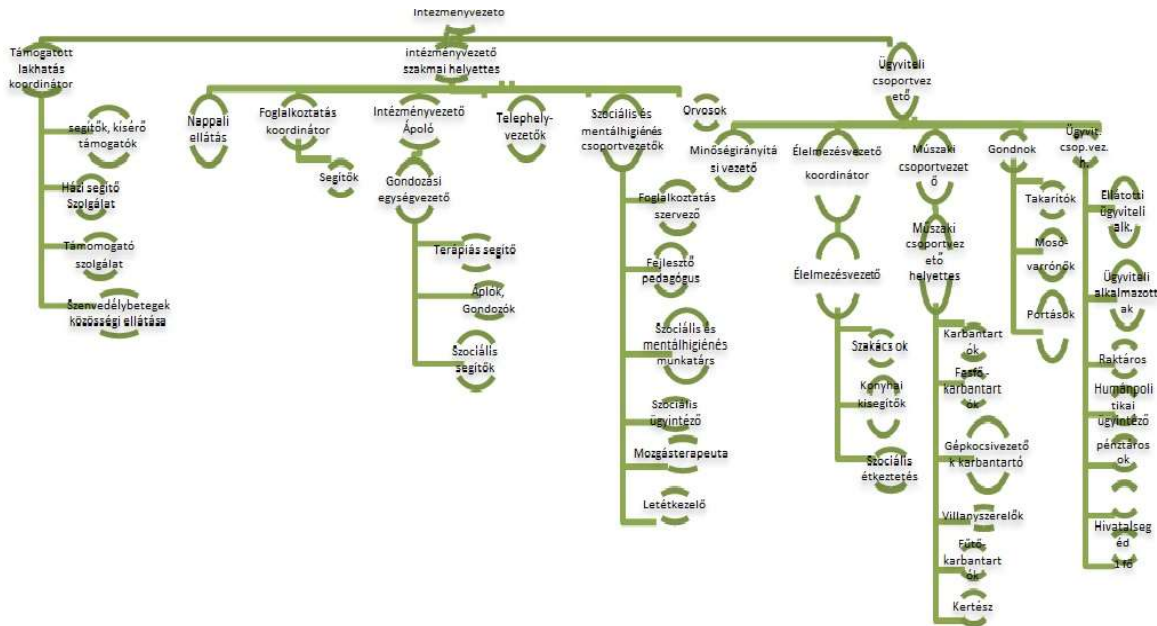 Intézményvezető
Támogatott
lakhatás
koordinátor
intézményvezető
szakmai helyettes
Ügyviteli
csoportvez
ető
segítők, kísérő
támogatók
Házi segítő
Szolgálat
Támomogató
szolgálat
Szenvedélybetegek
közösségi ellátása
Nappali
ellátás
Foglalkoztatás
koordinátor
Segítők
Intézményvezető
Ápoló
Gondozási
egységvezető
Terápiás segítő
Áplók,
Gondozók
Szociális
segítők
Telephely-
vezetők
Szociális és
mentálhigiénés
csoportvezetők
Foglalkoztatás
szervező
Fejlesztő
pedagógus
Szociális és
mentálhigiénés
munkatárs
Szociális
ügyintéző
Mozgásterapeuta
Letétkezelő
Orvosok
Minőségirányítá
si vezető
Élelmezésvezető
koordinátor
Élelmezésvezető
Szakács ok
Konyhai
kisegítők
Szociális
étkeztetés
Műszaki
csoportvezet
ő
Műszaki
csoportvez
ető
helyettes
Karbantart
ók
Fasfő-
karbantart
ók
Gépkocsivezető
k karbantartó
Villanyszerelők
Fűtő-
karbantart
ók
Kertész
Gondnok
Takarítók
Mosó-
varrónők
Portások
Ügyvit.
csop.vez.
h.
Ellátotti
ügyviteli
alk.
Ügyviteli
alkalmazott
ak
Raktáros
Humánpoli
tikai
ügyintéző
pénztáros
ok
Hivatalseg
éd
1 fő